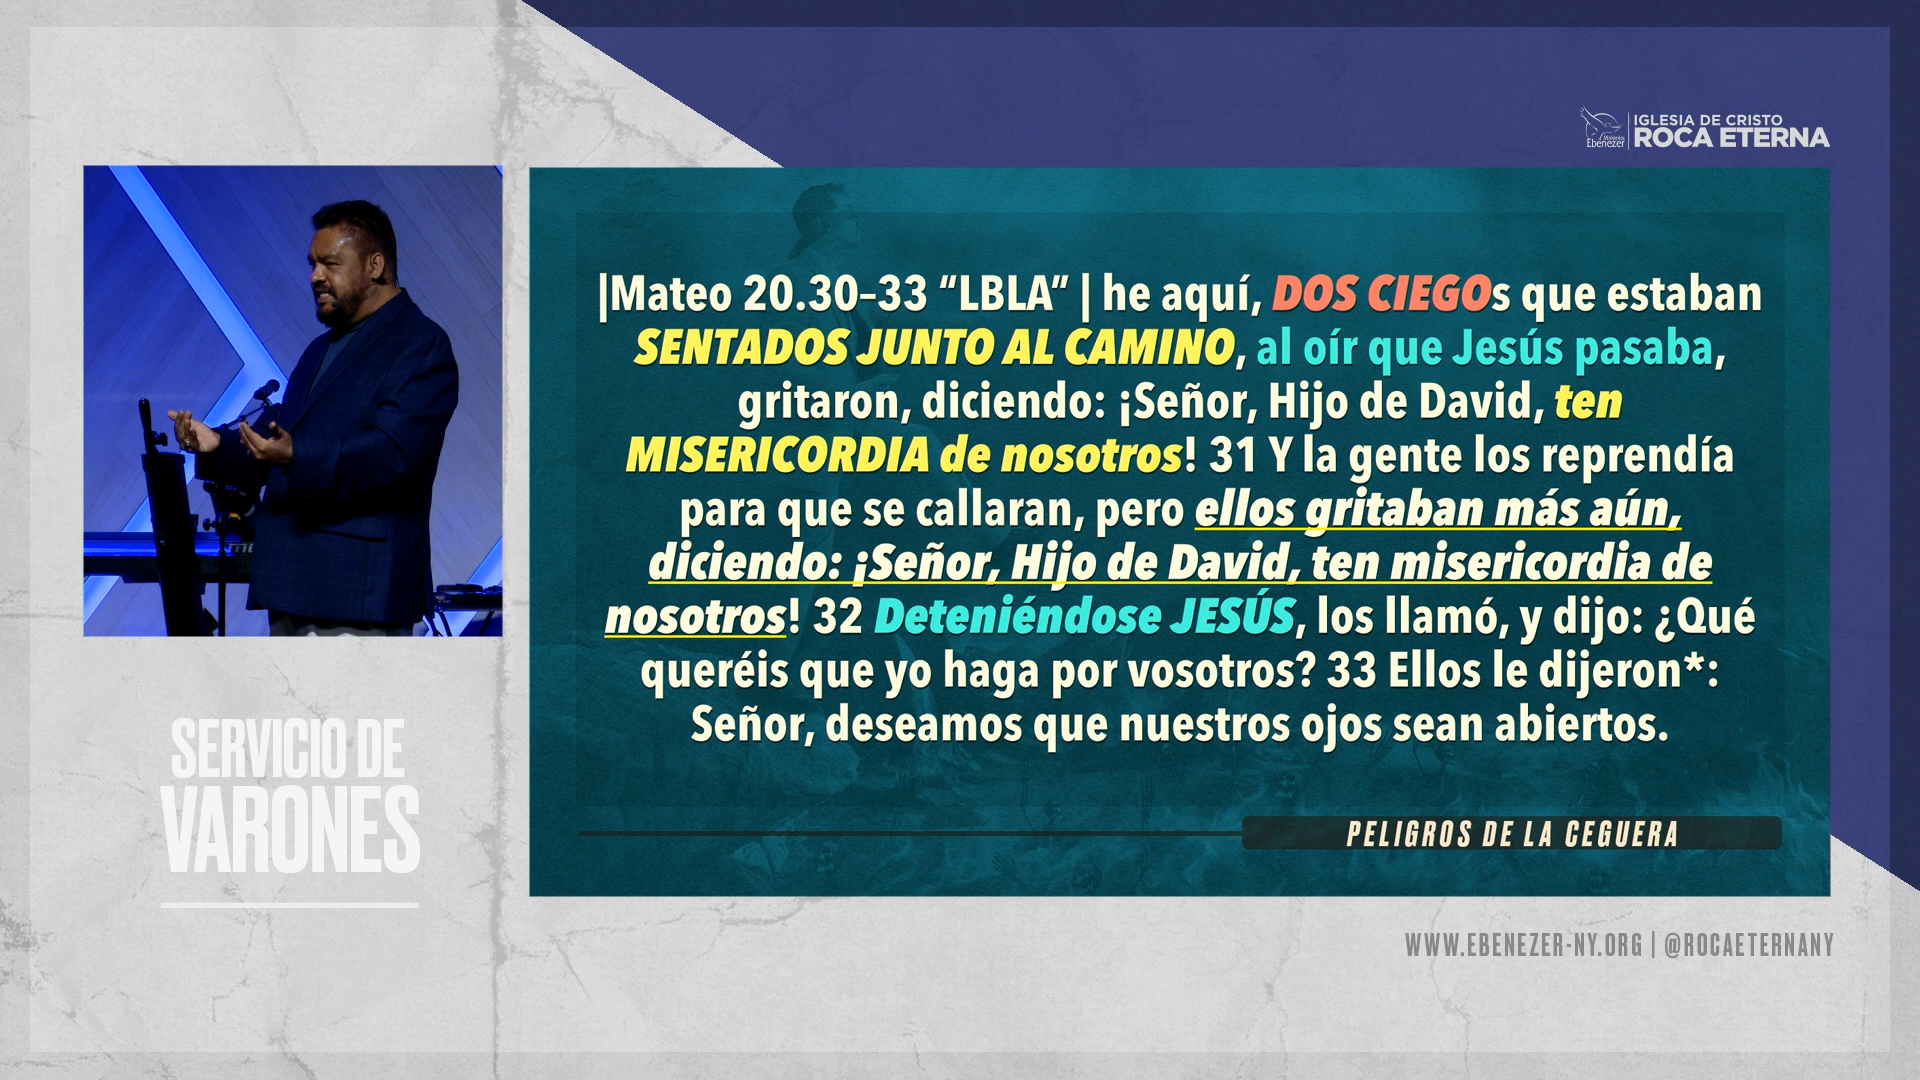 IGLESIA DE CRISTO
ROCA ETERNA
Ministerios
Ebenezer
|Mateo 20.30–33 “LBLA” | he aquí, DOS CIEGOs que estaban
SENTADOS JUNTO AL CAMINO, al oír que Jesús pasaba,
gritaron, diciendo: ¡Señor, Hijo de David, ten
MISERICORDIA de nosotros! 31 Y la gente los reprendía
para que se callaran, pero ellos gritaban más aún,
diciendo: ¡Señor, Hijo de David, ten misericordia de
nosotros! 32 Deteniéndose JESÚS, los llamó, y dijo: ¿Qué
queréis que yo haga por vosotros? 33 Ellos le dijeron*:
Señor, deseamos que nuestros ojos sean abiertos.
PELIGROS DE LA CEGUERA
SERVICIO DE
VARONES
WWW.EBENEZER-NY.ORG | @ROCAETERNANY